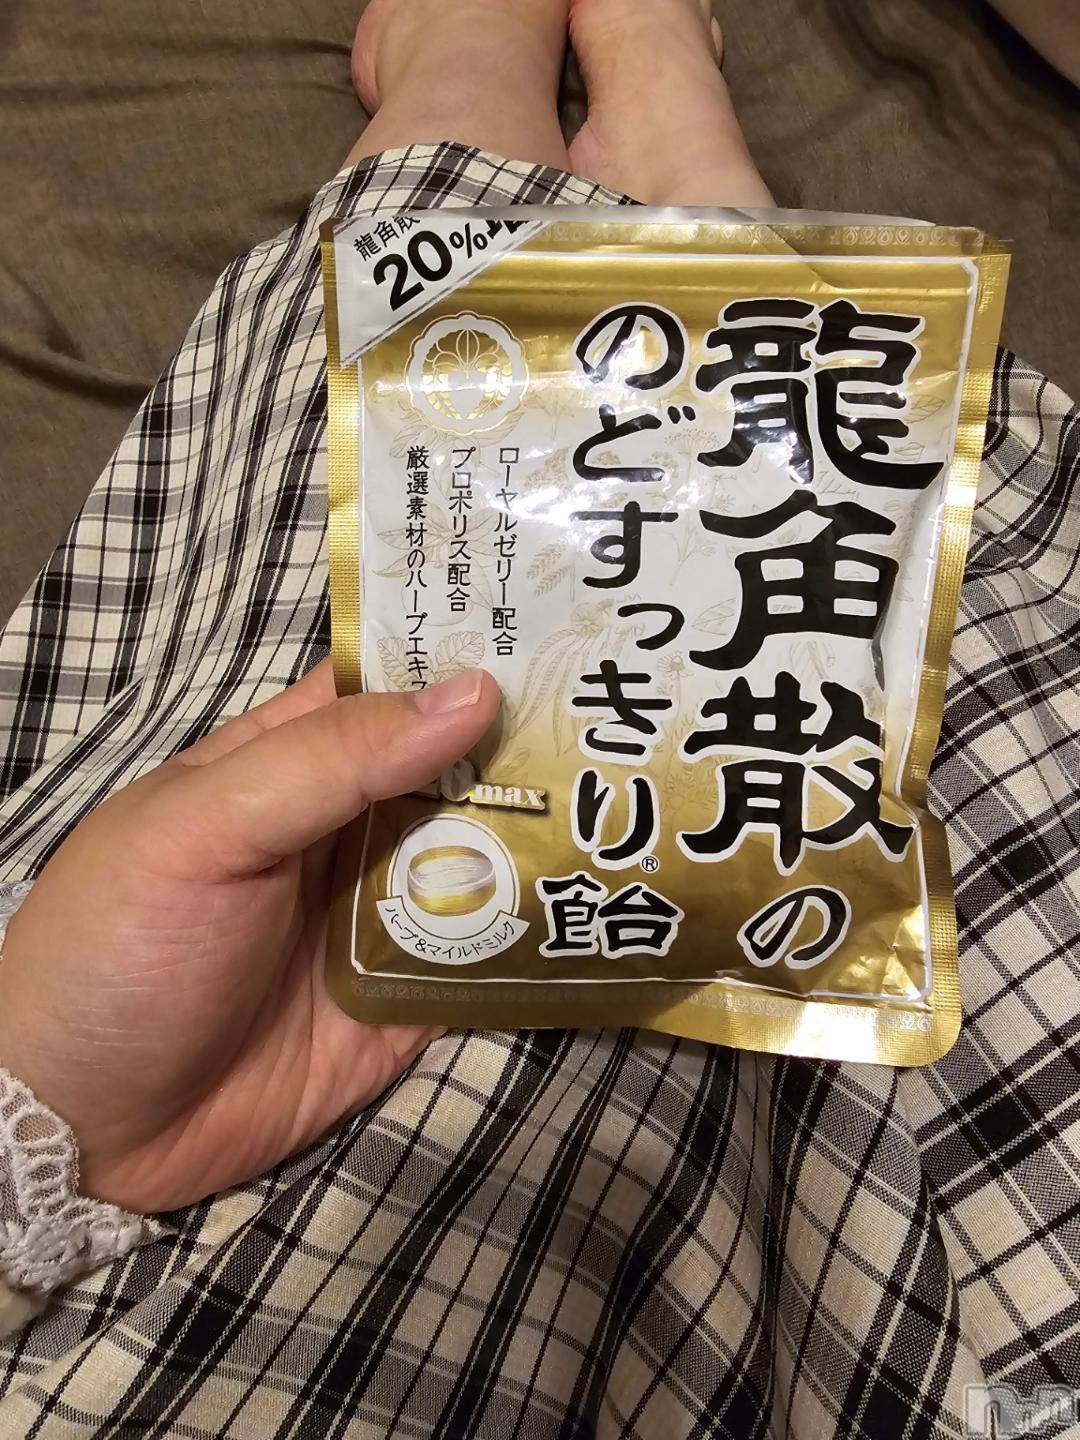 龍角散
20%増
龍角散の
のどすっきり®飴
ローヤルゼリー配合
プロポリス配合
厳選素材のハーブエキス
max
ハーブ&マイルドミルク